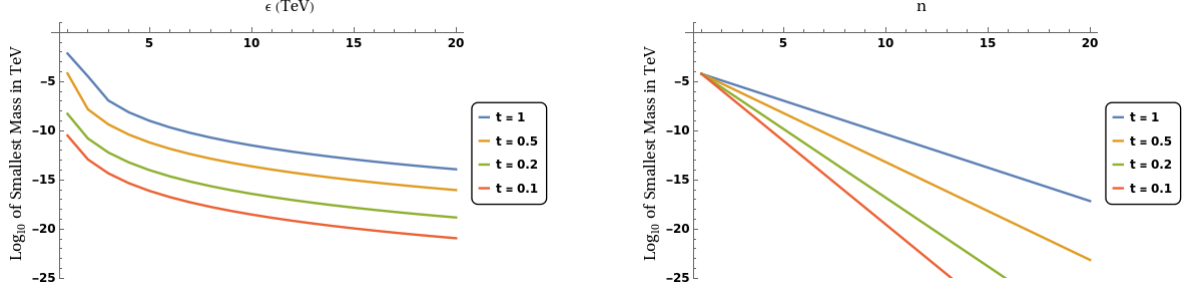 ϵ (TeV)
5 10 15 20
Log₁₀ of Smallest Mass in TeV
−5
−10
−15
−20
−25
t = 1
t = 0.5
t = 0.2
t = 0.1
n
5 10 15 20
Log₁₀ of Smallest Mass in TeV
−5
−10
−15
−20
−25
t = 1
t = 0.5
t = 0.2
t = 0.1